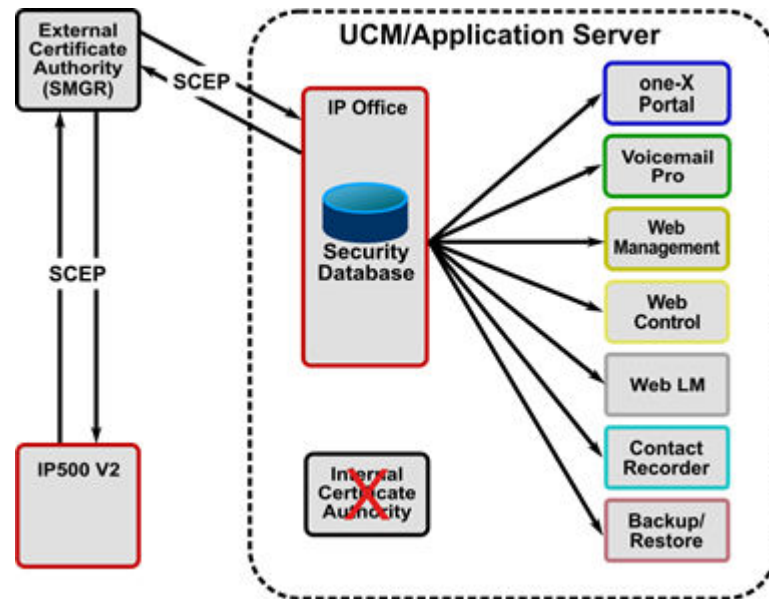 External
Certificate
Authority
(SMGR)
SCEP
UCM/Application Server
IP Office
Security
Database
one-X
Portal
Voicemail
Pro
Web
Management
Web
Control
Web LM
Contact
Recorder
Backup/
Restore
SCEP
IP500 V2
Internal
Certificate
Authority